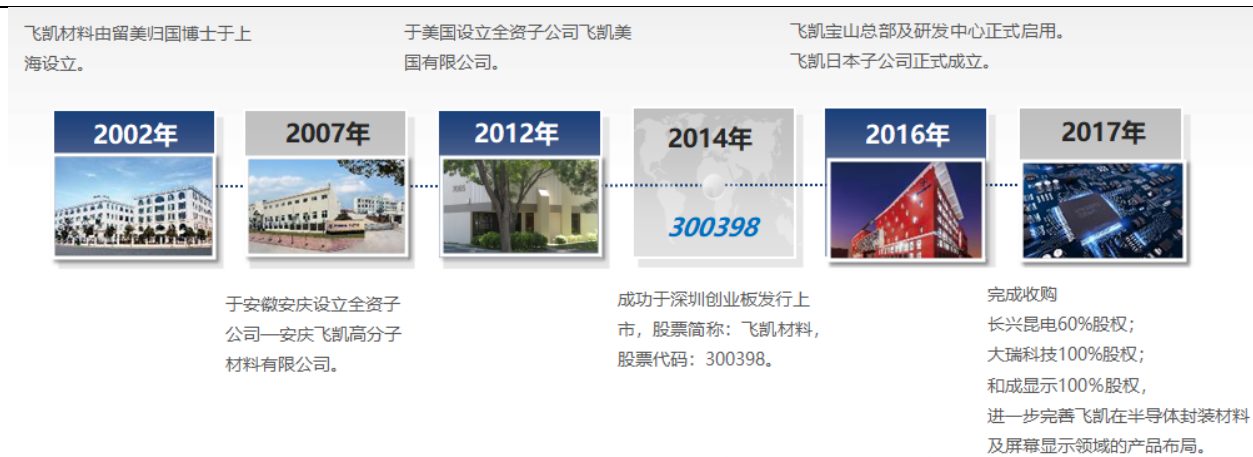 飞凯材料由留美归国博士于上
海设立。
于美国设立全资子公司飞凯美
国有限公司。
飞凯宝山总部及研发中心正式启用。
飞凯日本子公司正式成立。
2002年
2007年
2012年
2014年
2016年
2017年
300398
于安徽安庆设立全资子
公司—安庆飞凯高分子
材料有限公司。
成功于深圳创业板发行上
市，股票简称：飞凯材料，
股票代码：300398。
完成收购
长兴昆电60%股权；
大瑞科技100%股权；
和成显示100%股权，
进一步完善飞凯在半导体封装材料
及屏幕显示领域的产品布局。